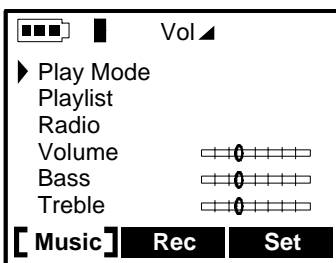 Vol
Play Mode
Playlist
Radio
Volume
Bass
Treble
[Music] Rec Set